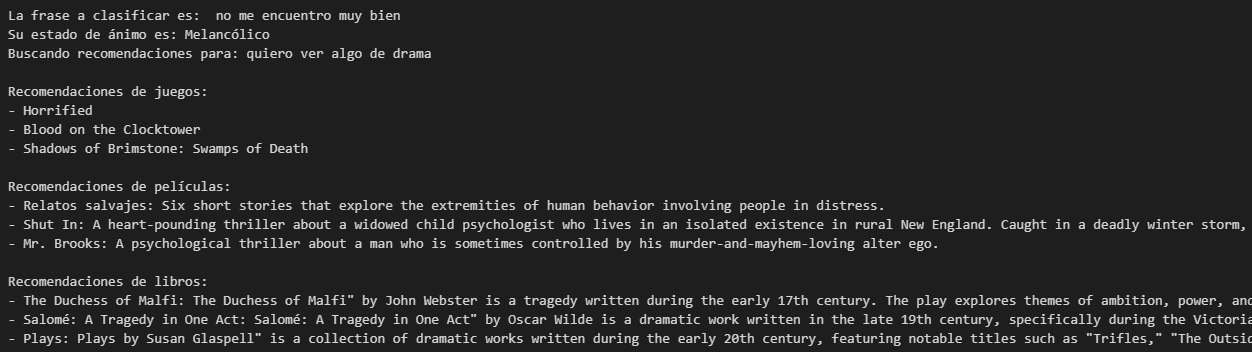 La frase a clasificar es:  no me encuentro muy bien
Su estado de ánimo es: Melancólico
Buscando recomendaciones para: quiero ver algo de drama

Recomendaciones de juegos:
- Horrified
- Blood on the Clocktower
- Shadows of Brimstone: Swamps of Death

Recomendaciones de películas:
- Relatos salvajes: Six short stories that explore the extremities of human behavior involving people in distress.
- Shut In: A heart-pounding thriller about a widowed child psychologist who lives in an isolated existence in rural New England. Caught in a deadly winter storm,
- Mr. Brooks: A psychological thriller about a man who is sometimes controlled by his murder-and-mayhem-loving alter ego.

Recomendaciones de libros:
- The Duchess of Malfi: The Duchess of Malfi" by John Webster is a tragedy written during the early 17th century. The play explores themes of ambition, power, and
- Salomé: A Tragedy in One Act: Salomé: A Tragedy in One Act" by Oscar Wilde is a dramatic work written in the late 19th century, specifically during the Victoria
- Plays: Plays by Susan Glaspell" is a collection of dramatic works written during the early 20th century, featuring notable titles such as "Trifles," "The Outsid